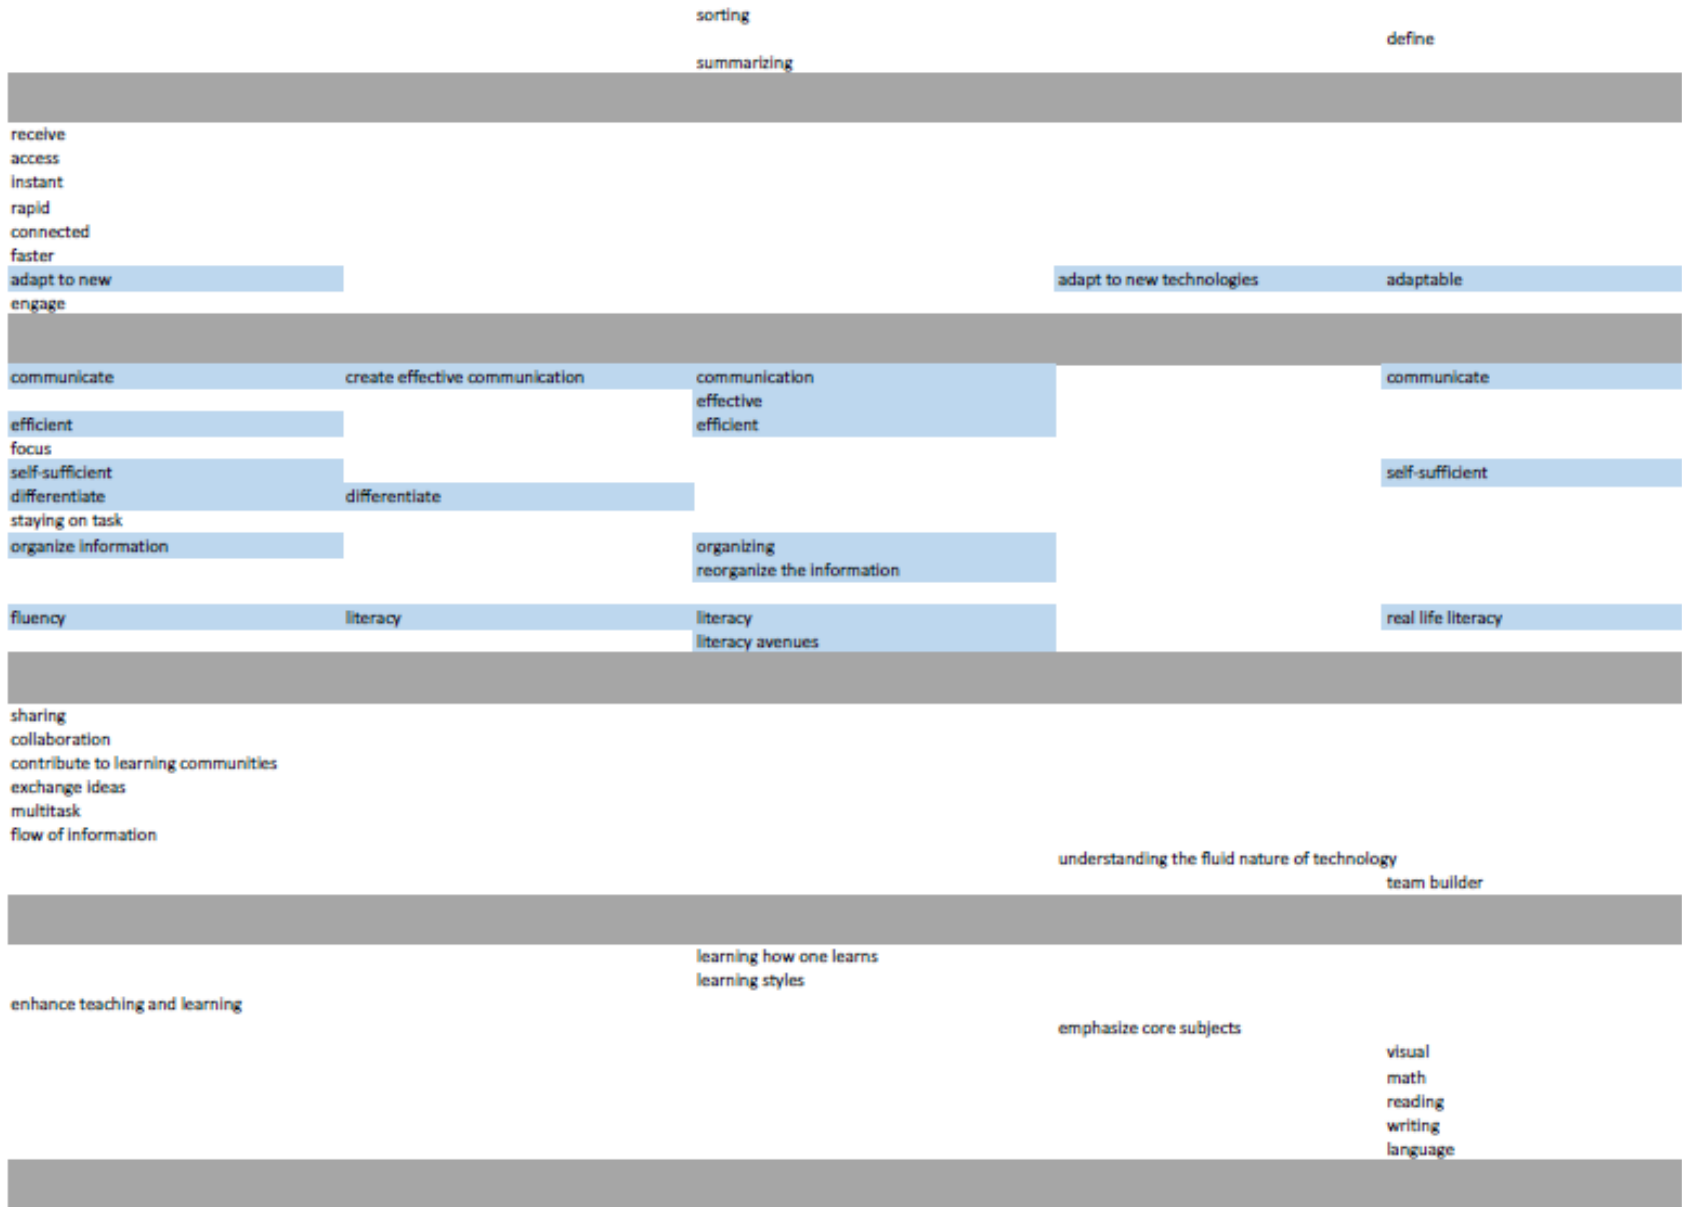 sorting
define
summarizing
receive
access
instant
rapid
connected
faster
adapt to new adapt to new technologies adaptable
engage
communicate create effective communication communication communicate
effective
efficient efficient
focus
self-sufficient self-sufficient
differentiate differentiate
staying on task
organize information organizing
reorganize the information
fluency literacy literacy real life literacy
literacy avenues
sharing
collaboration
contribute to learning communities
exchange ideas
multitask
flow of information
understanding the fluid nature of technology
team builder
learning how one learns
learning styles
enhance teaching and learning
emphasize core subjects
visual
math
reading
writing
language